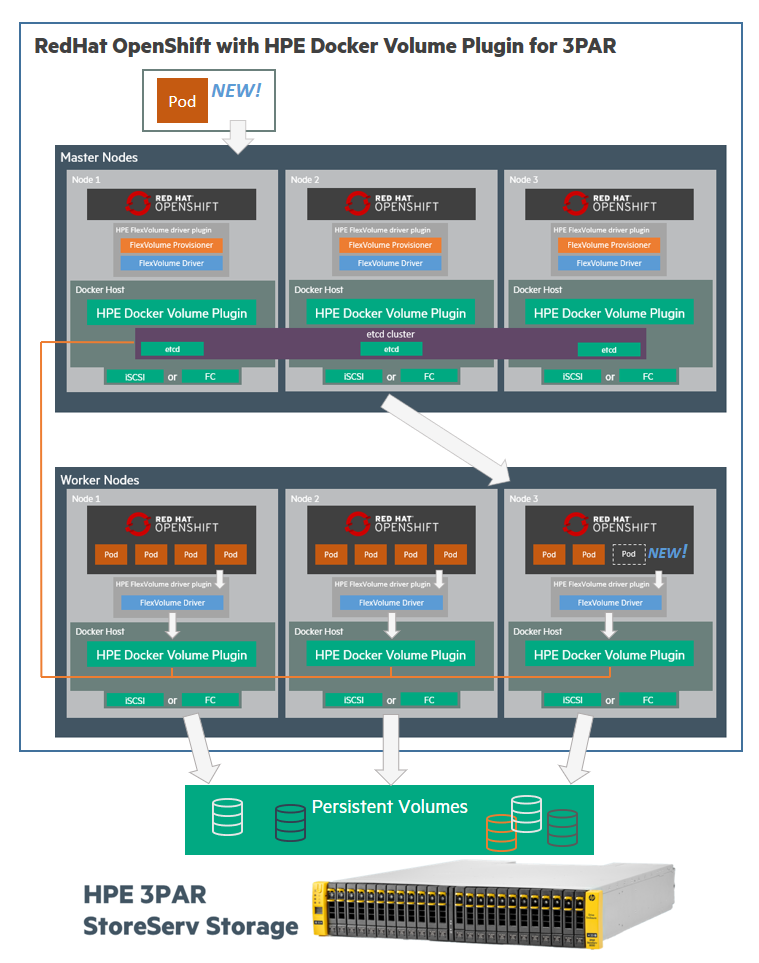 RedHat OpenShift with HPE Docker Volume Plugin for 3PAR
Pod
NEW!
Master Nodes
Node 1
RED HAT
OPENSHIFT
HPE FlexVolume driver plugin
FlexVolume Provisioner
FlexVolume Driver
Docker Host
HPE Docker Volume Plugin
Node 2
RED HAT
OPENSHIFT
HPE FlexVolume driver plugin
FlexVolume Provisioner
FlexVolume Driver
Docker Host
HPE Docker Volume Plugin
Node 3
RED HAT
OPENSHIFT
HPE FlexVolume driver plugin
FlexVolume Provisioner
FlexVolume Driver
Docker Host
HPE Docker Volume Plugin
etcd cluster
etcd
etcd
etcd
iSCSI or FC
iSCSI or FC
iSCSI or FC
Worker Nodes
Node 1
RED HAT
OPENSHIFT
Pod Pod Pod Pod
HPE FlexVolume driver plugin
FlexVolume Driver
Docker Host
HPE Docker Volume Plugin
iSCSI or FC
Node 2
RED HAT
OPENSHIFT
Pod Pod Pod Pod
HPE FlexVolume driver plugin
FlexVolume Driver
Docker Host
HPE Docker Volume Plugin
iSCSI or FC
Node 3
RED HAT
OPENSHIFT
Pod Pod Pod NEW!
HPE FlexVolume driver plugin
FlexVolume Driver
Docker Host
HPE Docker Volume Plugin
iSCSI or FC
Persistent Volumes
HPE 3PAR
StoreServ Storage